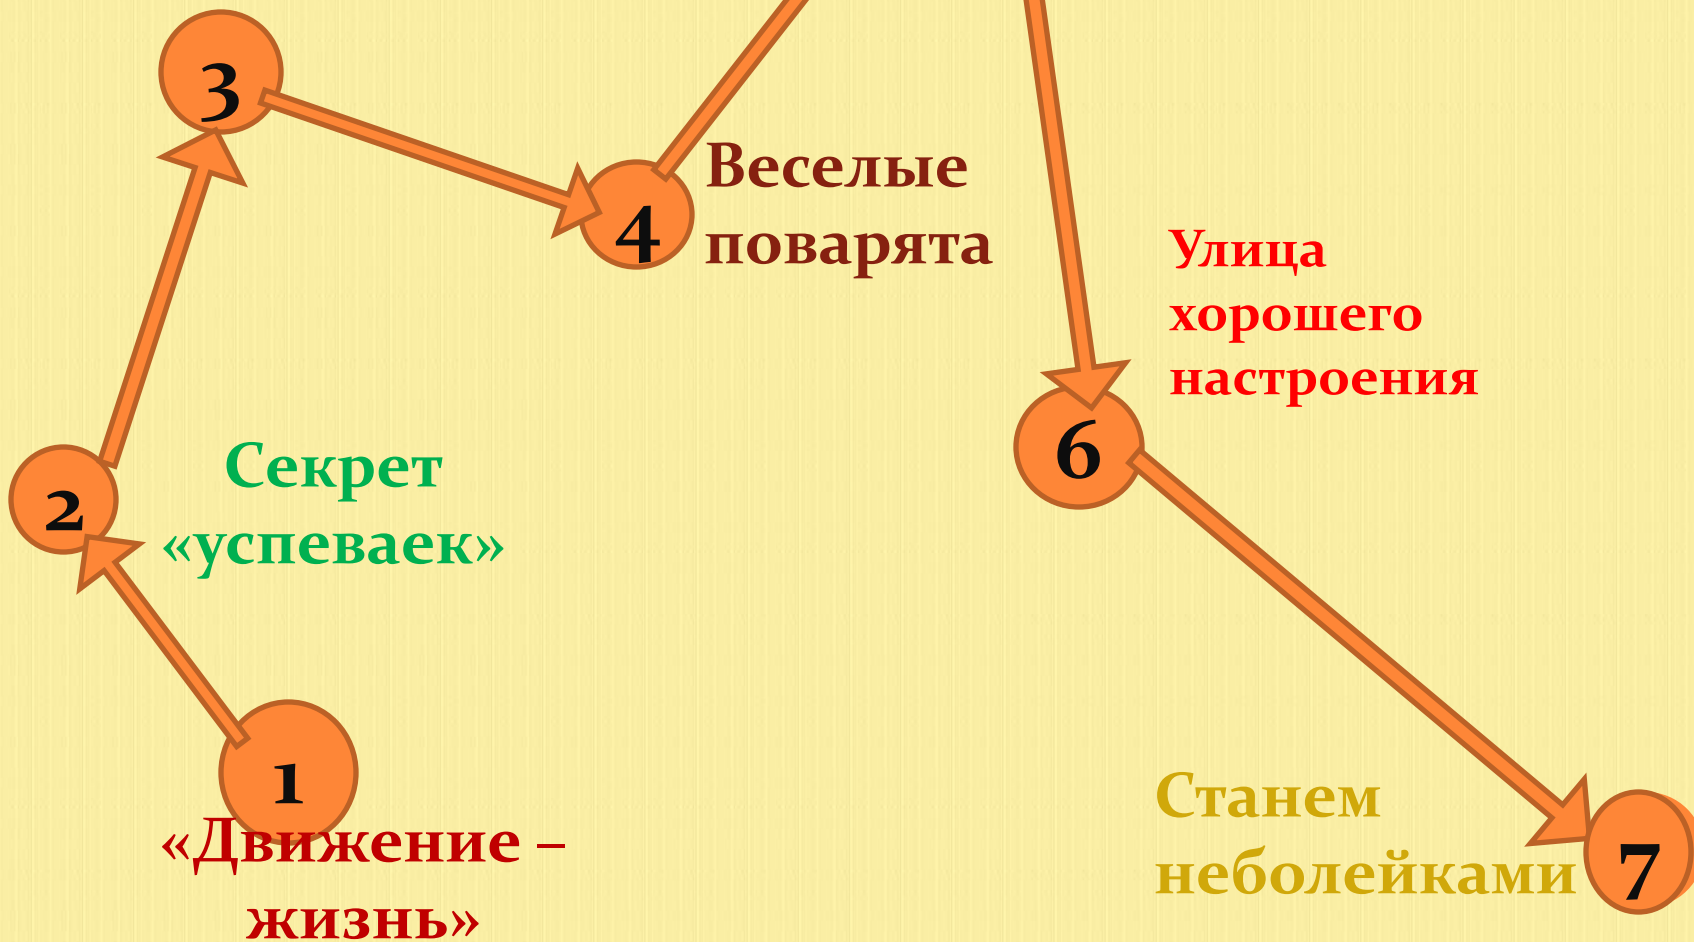 3
4
Веселые
поварята
Улица
хорошего
настроения
6
2
Секрет
«успеваек»
1
«Движение –
жизнь»
Станем
неболейками
7